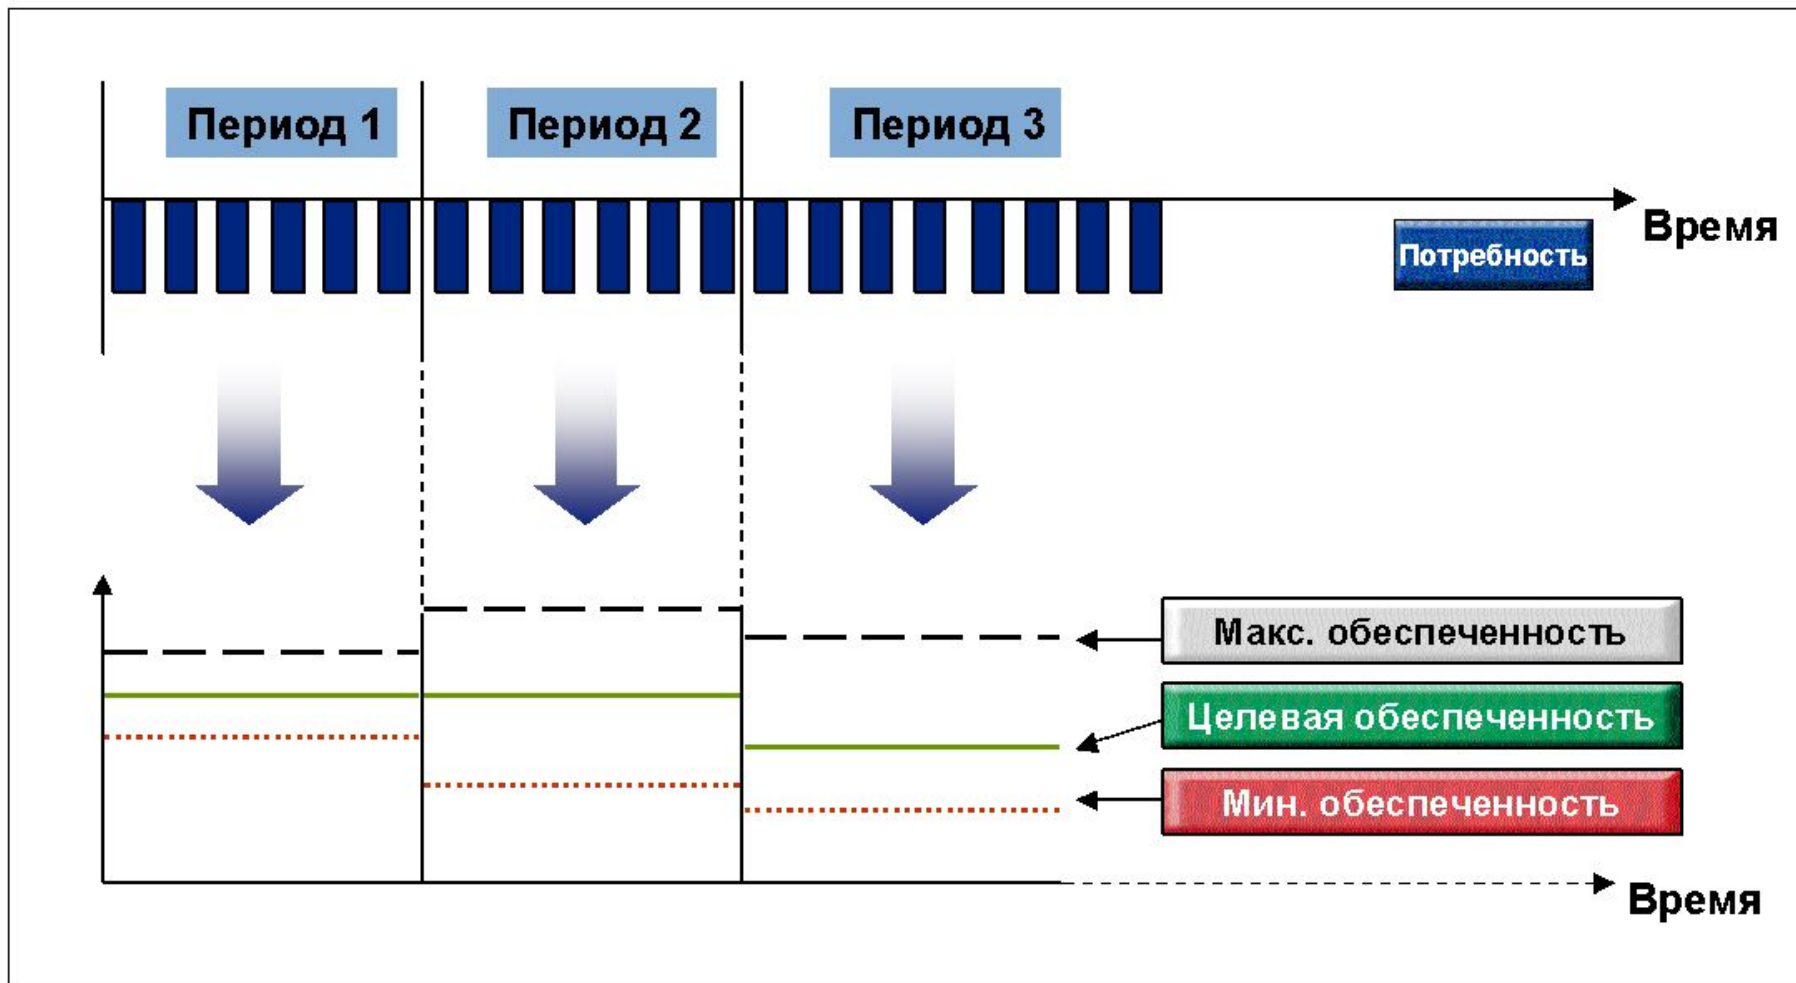 Период 1
Период 2
Период 3
Время
Потребность
Макс. обеспеченность
Целевая обеспеченность
Мин. обеспеченность
Время